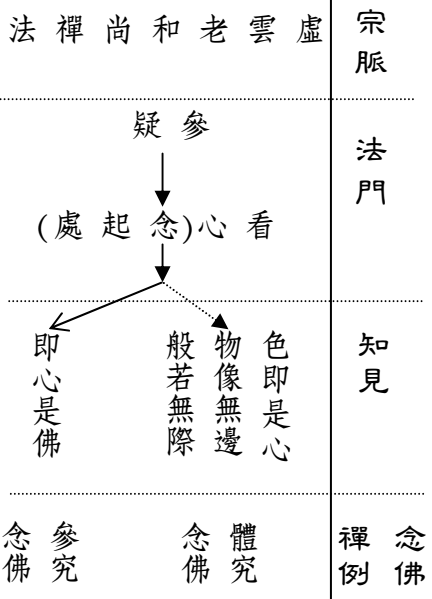 宗脈
虛雲老和尚禪法
法門
參疑
看心(念起處)
知見
色即是心
物像無邊
般若無際
即心是佛
念佛
禪例
體究
念佛
參究
念佛